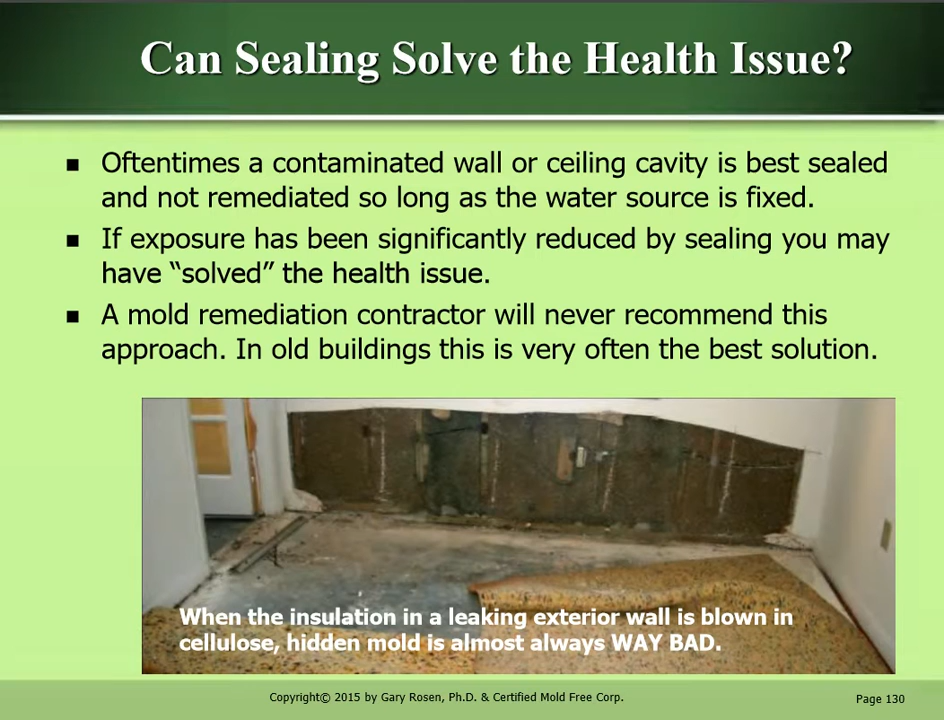 Can Sealing Solve the Health Issue?
■ Oftentimes a contaminated wall or ceiling cavity is best sealed
and not remediated so long as the water source is fixed.
■ If exposure has been significantly reduced by sealing you may
have “solved” the health issue.
■ A mold remediation contractor will never recommend this
approach. In old buildings this is very often the best solution.
When the insulation in a leaking exterior wall is blown in
cellulose, hidden mold is almost always WAY BAD.
Copyright© 2015 by Gary Rosen, Ph.D. & Certified Mold Free Corp.
Page 130